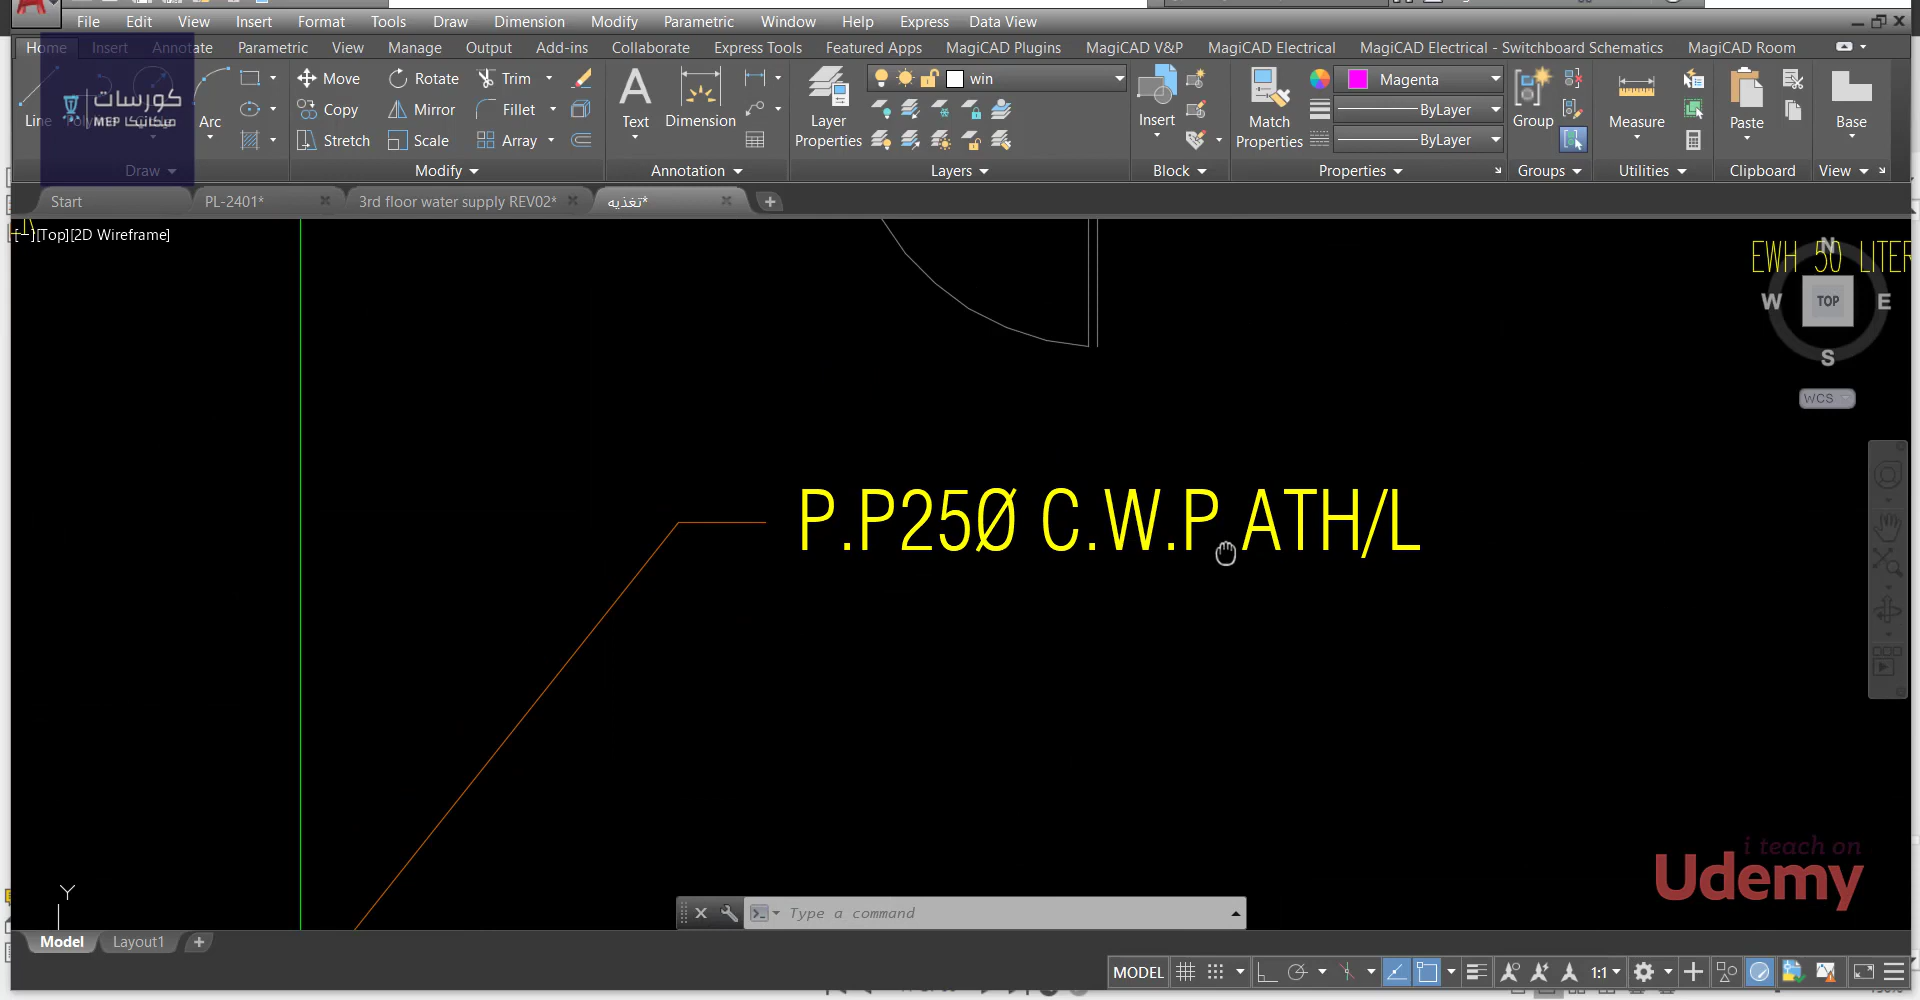 File Edit View Insert Format Tools Draw Dimension Modify Parametric Window Help Express Data View
Home Insert Annotate Parametric View Manage Output Add-ins Collaborate Express Tools Featured Apps MagiCAD Plugins MagiCAD V&P MagiCAD Electrical MagiCAD Electrical - Switchboard Schematics MagiCAD Room
Line
كورسات
MEP ميكانيكا
Arc
Move Rotate Trim
Copy Mirror Fillet
Stretch Scale Array
Text
Dimension
Layer
Properties
win
Insert
Match
Properties
Magenta
ByLayer
ByLayer
Group
Measure
Paste
Base
Draw Modify Annotation Layers Block Properties Groups Utilities Clipboard View
Start PL-2401* 3rd floor water supply REV02* تغذيه*
[-][Top][2D Wireframe]
EWH 50 LITER
N
W TOP E
S
WCS
P.P25Ø C.W.P.ATH/L
i teach on
Udemy
Y
Type a command
Model Layout1
MODEL 1:1